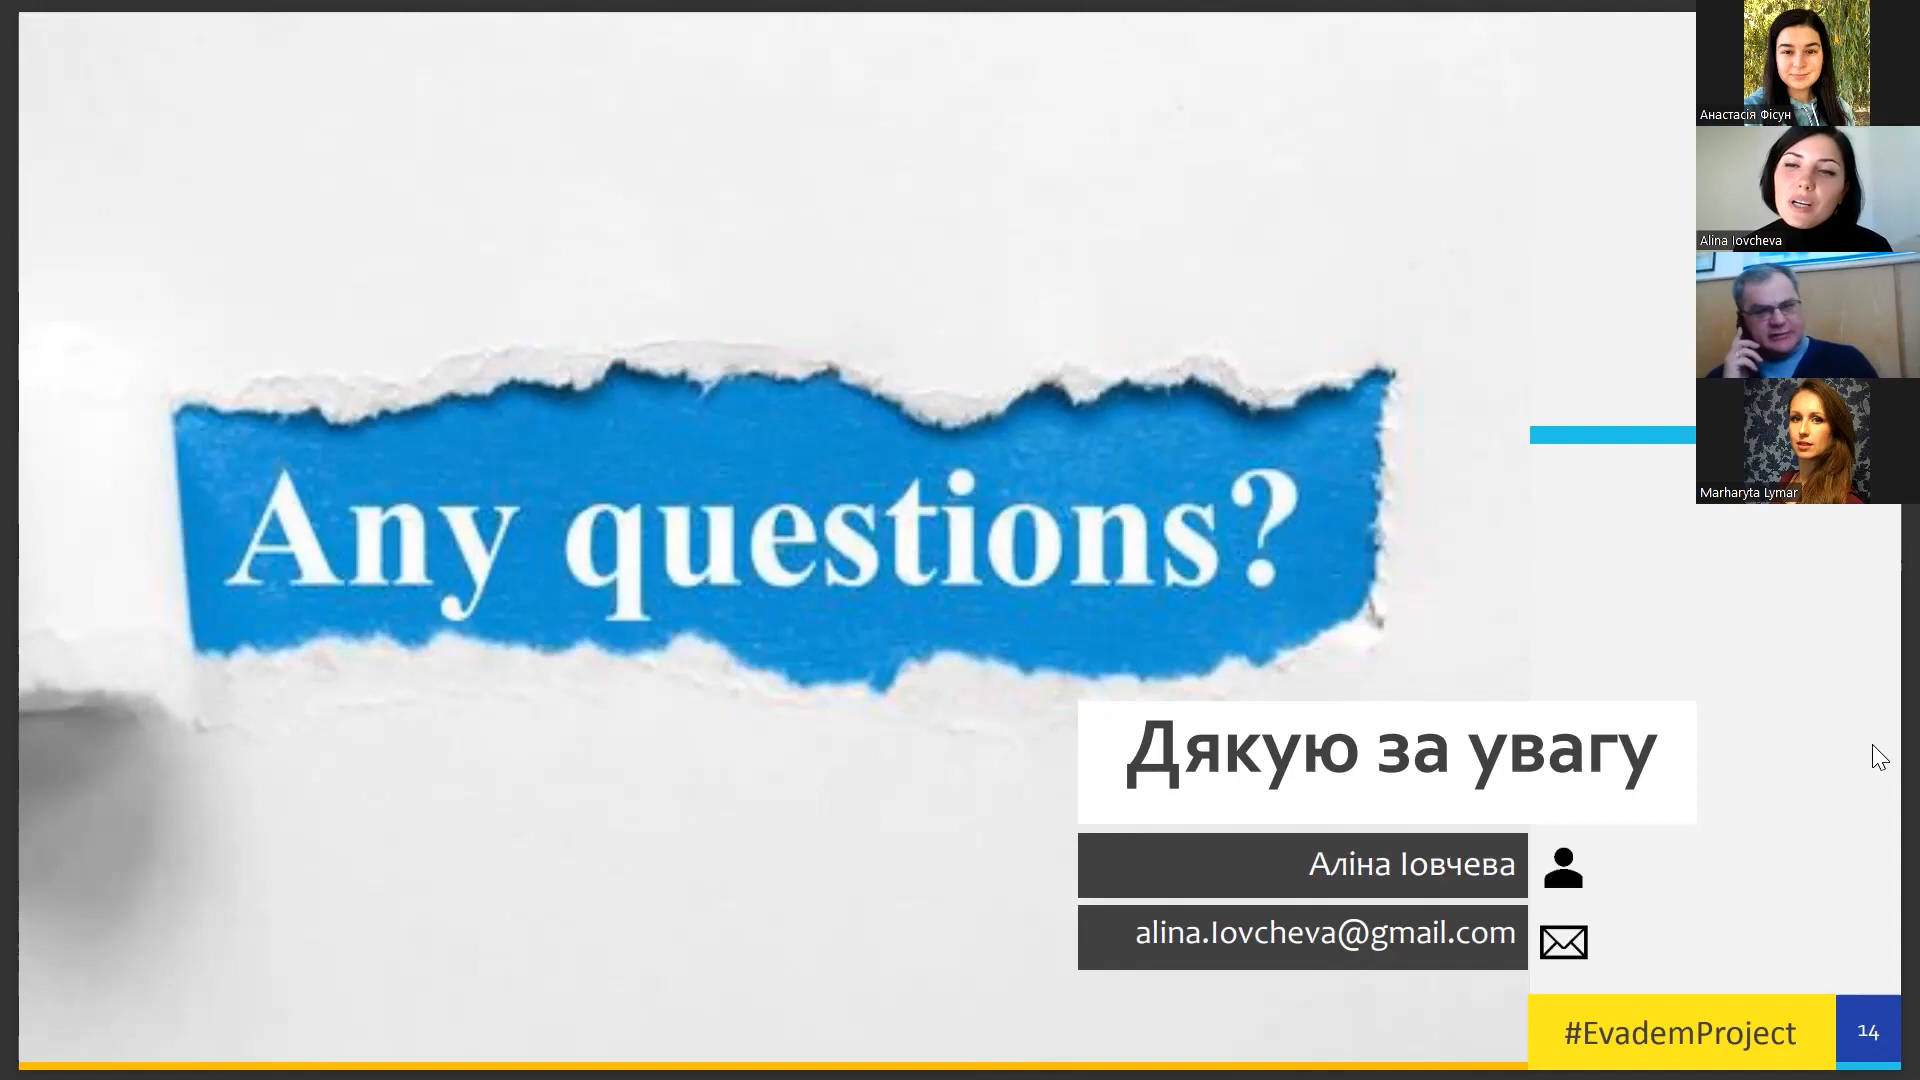 Any questions?
Дякую за увагу
Аліна Іовчева
alina.Iovcheva@gmail.com
#EvademProject
14
Анастасія Фісун
Alina Iovcheva
Marharyta Lymar